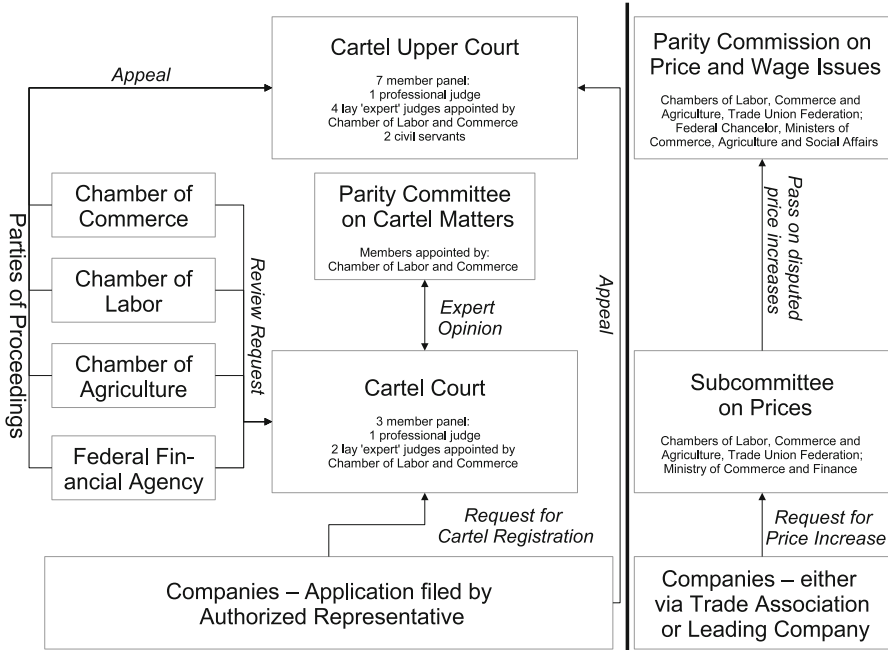 Cartel Upper Court
7 member panel:
1 professional judge
4 lay 'expert' judges appointed by
Chamber of Labor and Commerce
2 civil servants
Appeal
Parties of Proceedings
Chamber of
Commerce
Chamber of
Labor
Chamber of
Agriculture
Federal Fin-
ancial Agency
Review Request
Parity Committee
on Cartel Matters
Members appointed by:
Chamber of Labor and Commerce
Expert
Opinion
Cartel Court
3 member panel:
1 professional judge
2 lay 'expert' judges appointed by
Chamber of Labor and Commerce
Appeal
Request for
Cartel Registration
Companies – Application filed by
Authorized Representative
Parity Commission on
Price and Wage Issues
Chambers of Labor, Commerce and
Agriculture, Trade Union Federation;
Federal Chancelor, Ministers of
Commerce, Agriculture and Social Affairs
Pass on disputed
price increases
Subcommittee
on Prices
Chambers of Labor, Commerce and
Agriculture, Trade Union Federation;
Ministry of Commerce and Finance
Request for
Price Increase
Companies – either
via Trade Association
or Leading Company